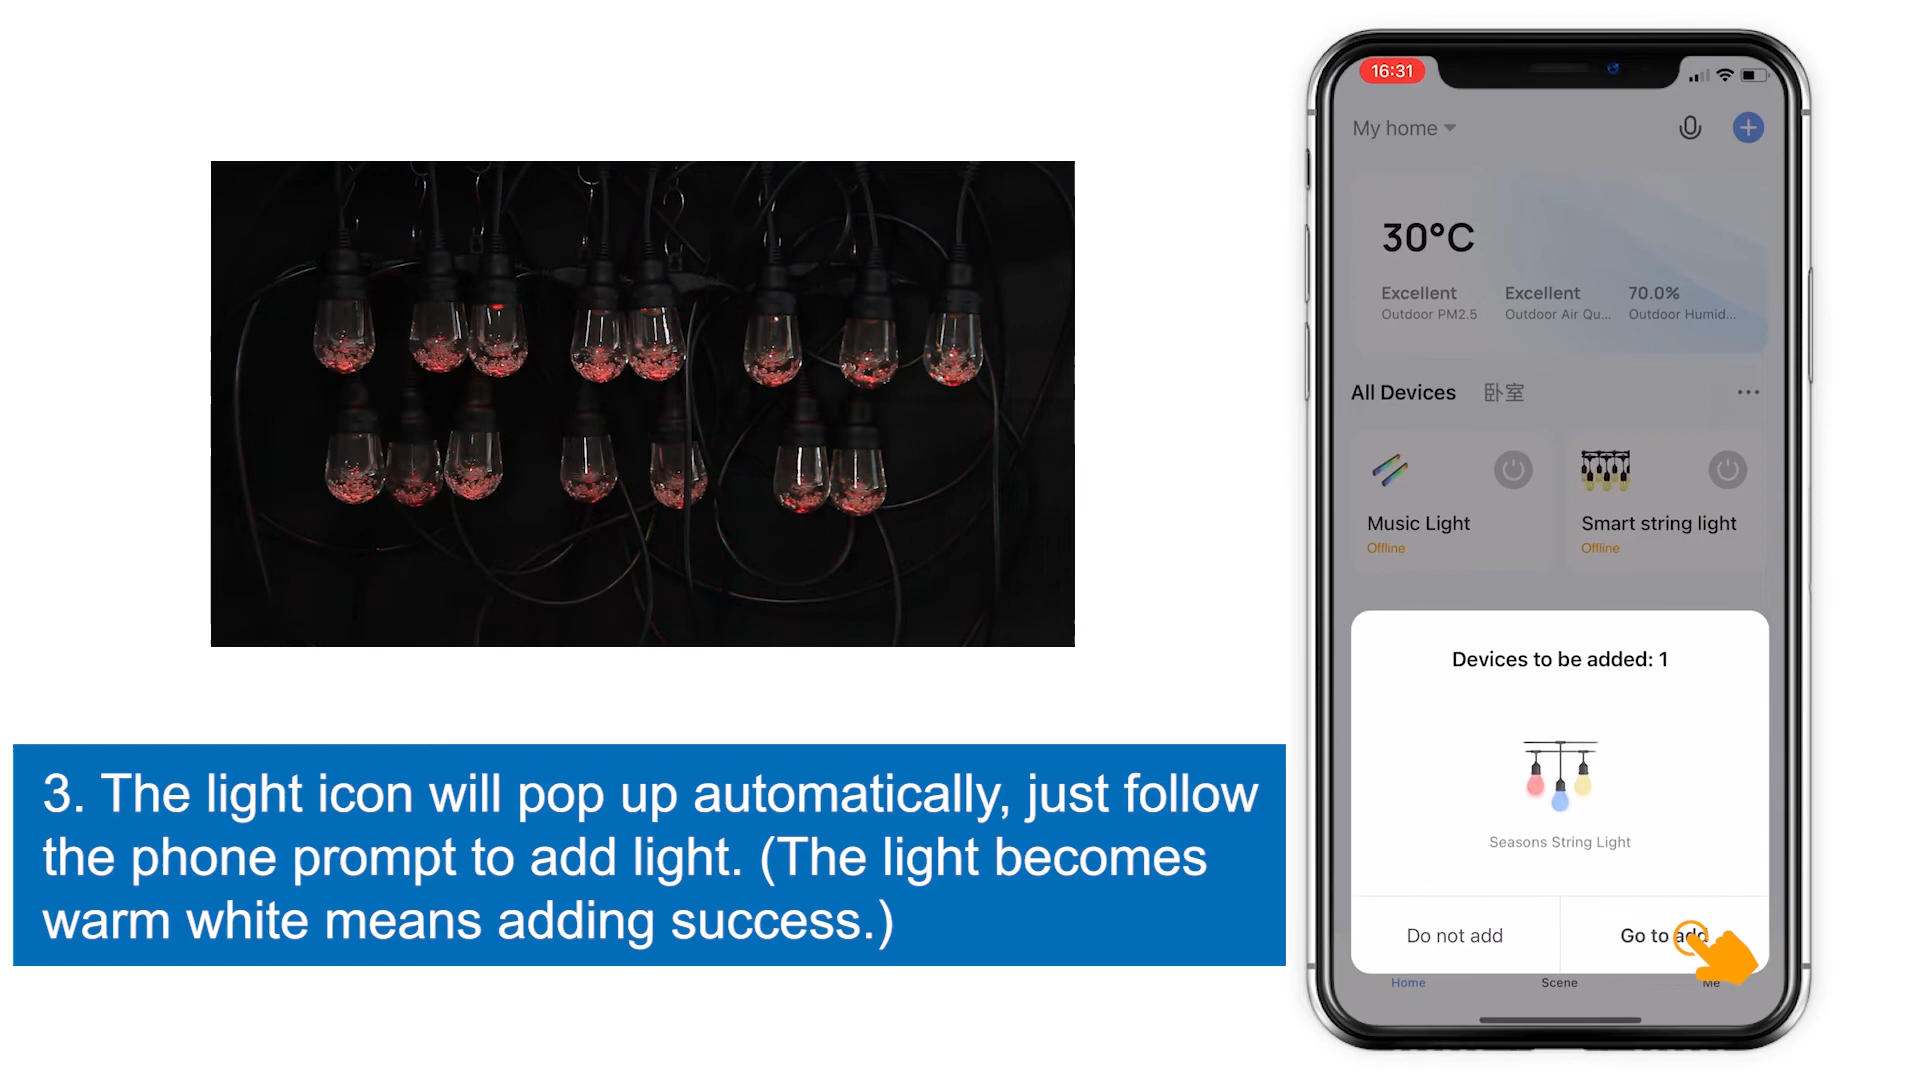 16:31
My home
30°C
Excellent Excellent 70.0%
Outdoor PM2.5 Outdoor Air Qu... Outdoor Humid...
All Devices 卧室
Music Light Smart string light
Offline Offline
Devices to be added: 1
Seasons String Light
Do not add Go to add
Home Scene Me
3. The light icon will pop up automatically, just follow
the phone prompt to add light. (The light becomes
warm white means adding success.)